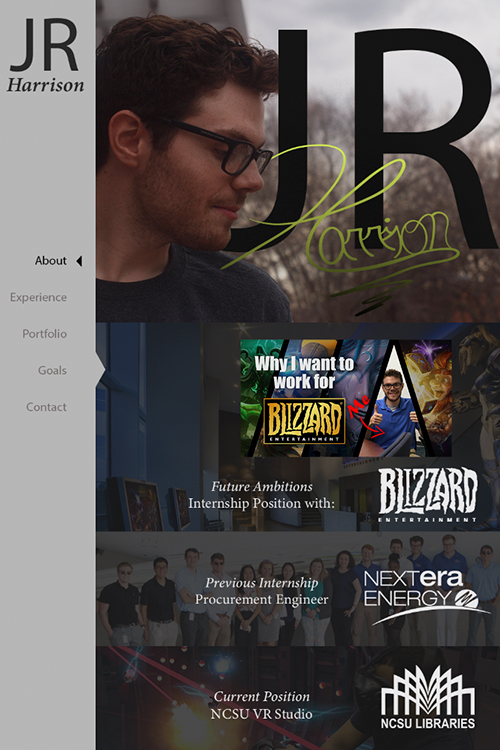 JR
Harrison
About
Experience
Portfolio
Goals
Contact
JR
Harrison
Why I want to
work for
BLIZZARD
ENTERTAINMENT
Me
Future Ambitions
Internship Position with:
BLIZZARD
ENTERTAINMENT
Previous Internship
Procurement Engineer
NEXTera
ENERGY
Current Position
NCSU VR Studio
NCSU LIBRARIES